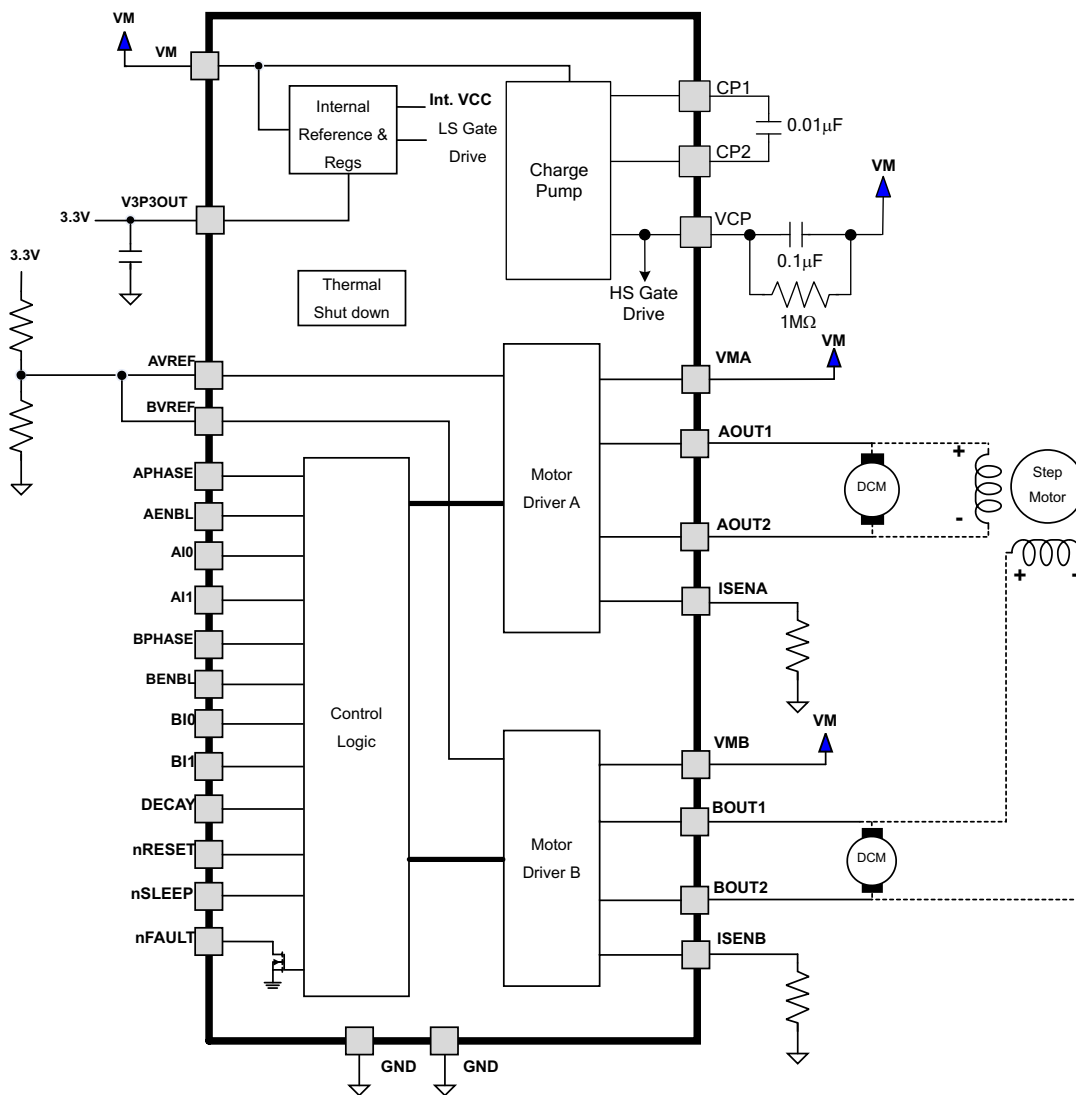 VM
VM
Internal
Reference &
Regs
Int. VCC
LS Gate
Drive
Charge
Pump
CP1
0.01µF
CP2
VM
V3P3OUT
3.3V
VCP
0.1µF
1MΩ
HS Gate
Drive
3.3V
Thermal
Shut down
AVREF
BVREF
VMA
VM
APHASE
AENBL
AI0
AI1
BPHASE
BENBL
BI0
BI1
DECAY
nRESET
nSLEEP
nFAULT
Control
Logic
Motor
Driver A
AOUT1
DCM
+
-
Step
Motor
AOUT2
+
-
ISENA
Motor
Driver B
VM
VMB
BOUT1
DCM
BOUT2
ISENB
GND
GND